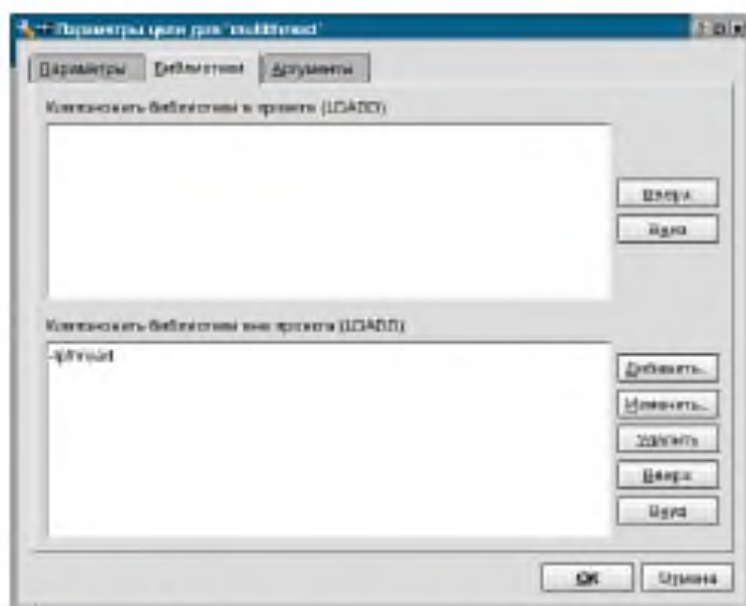 Параметры цели для 'multithread'
Параметры Библиотеки Аргументы
Компоновать библиотеки в проекте (LDADD)
Вверх
Вниз
Компоновать библиотеки вне проекта (LDADD)
-lpthread
Добавить...
Изменить...
Удалить
Вверх
Вниз
OK Отмена